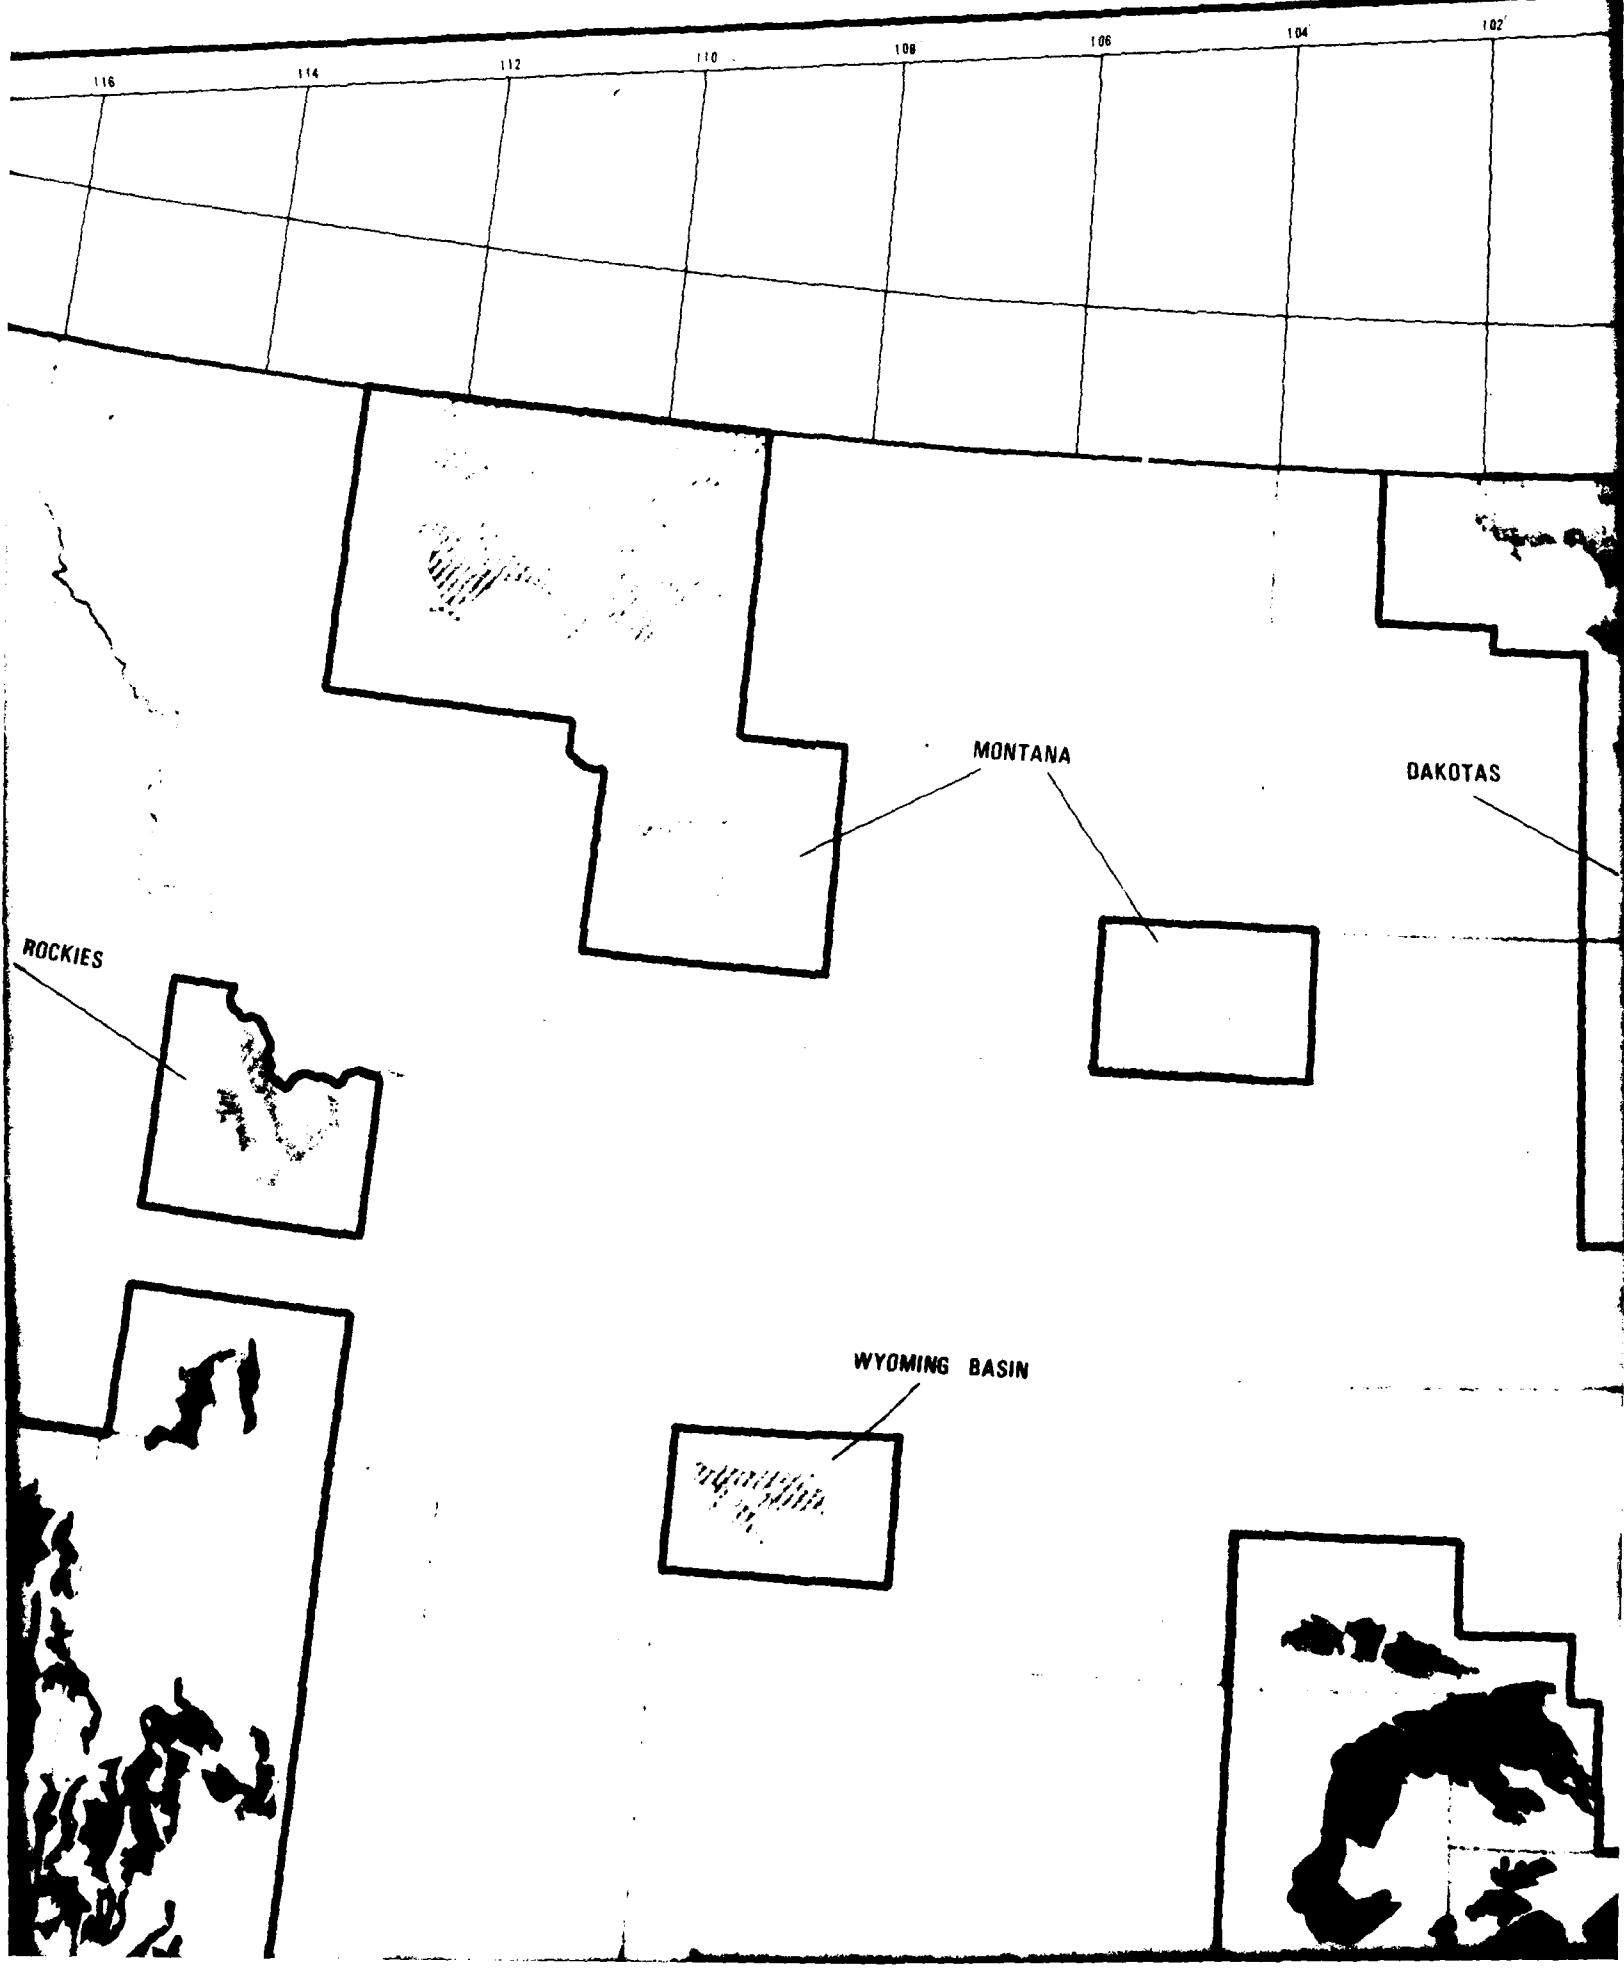 116 114 112 110 108 106 104 102
MONTANA
DAKOTAS
ROCKIES
WYOMING BASIN